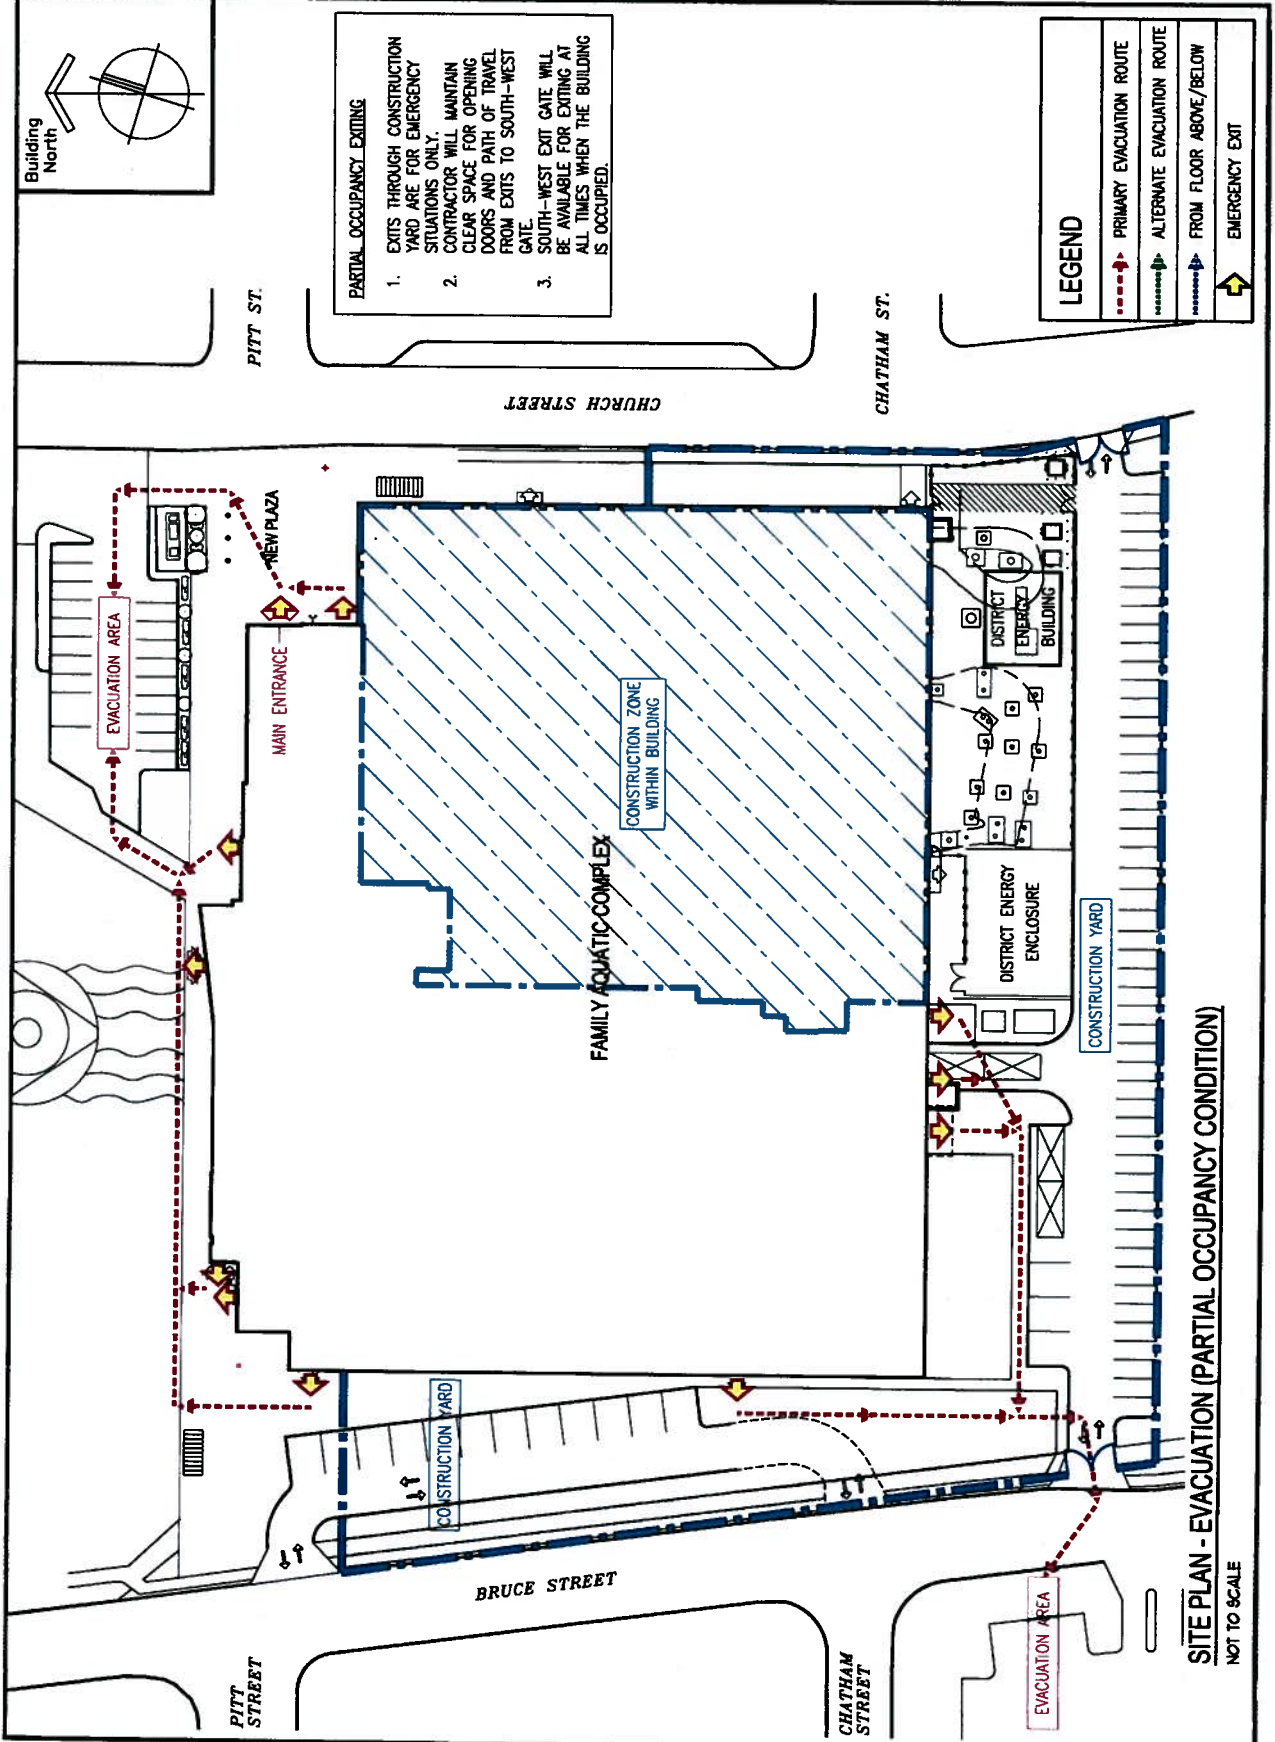 Building
North
PARTIAL OCCUPANCY EXITING
1. EXITS THROUGH CONSTRUCTION
YARD ARE FOR EMERGENCY
SITUATIONS ONLY.
2. CONTRACTOR WILL MAINTAIN
CLEAR SPACE FOR OPENING
DOORS AND PATH OF TRAVEL
FROM EXITS TO SOUTH-WEST
GATE.
3. SOUTH-WEST EXIT GATE WILL
BE AVAILABLE FOR EXITING AT
ALL TIMES WHEN THE BUILDING
IS OCCUPIED.
LEGEND
PRIMARY EVACUATION ROUTE
ALTERNATE EVACUATION ROUTE
FROM FLOOR ABOVE/BELOW
EMERGENCY EXIT
PITT ST.
CHURCH STREET
CHATHAM ST.
EVACUATION AREA
NEW PLAZA
MAIN ENTRANCE
CONSTRUCTION ZONE
WITHIN BUILDING
FAMILY AQUATIC COMPLEX
DISTRICT
ENERGY
BUILDING
DISTRICT ENERGY
ENCLOSURE
CONSTRUCTION YARD
CONSTRUCTION YARD
BRUCE STREET
PITT
STREET
CHATHAM
STREET
EVACUATION AREA
SITE PLAN - EVACUATION (PARTIAL OCCUPANCY CONDITION)
NOT TO SCALE